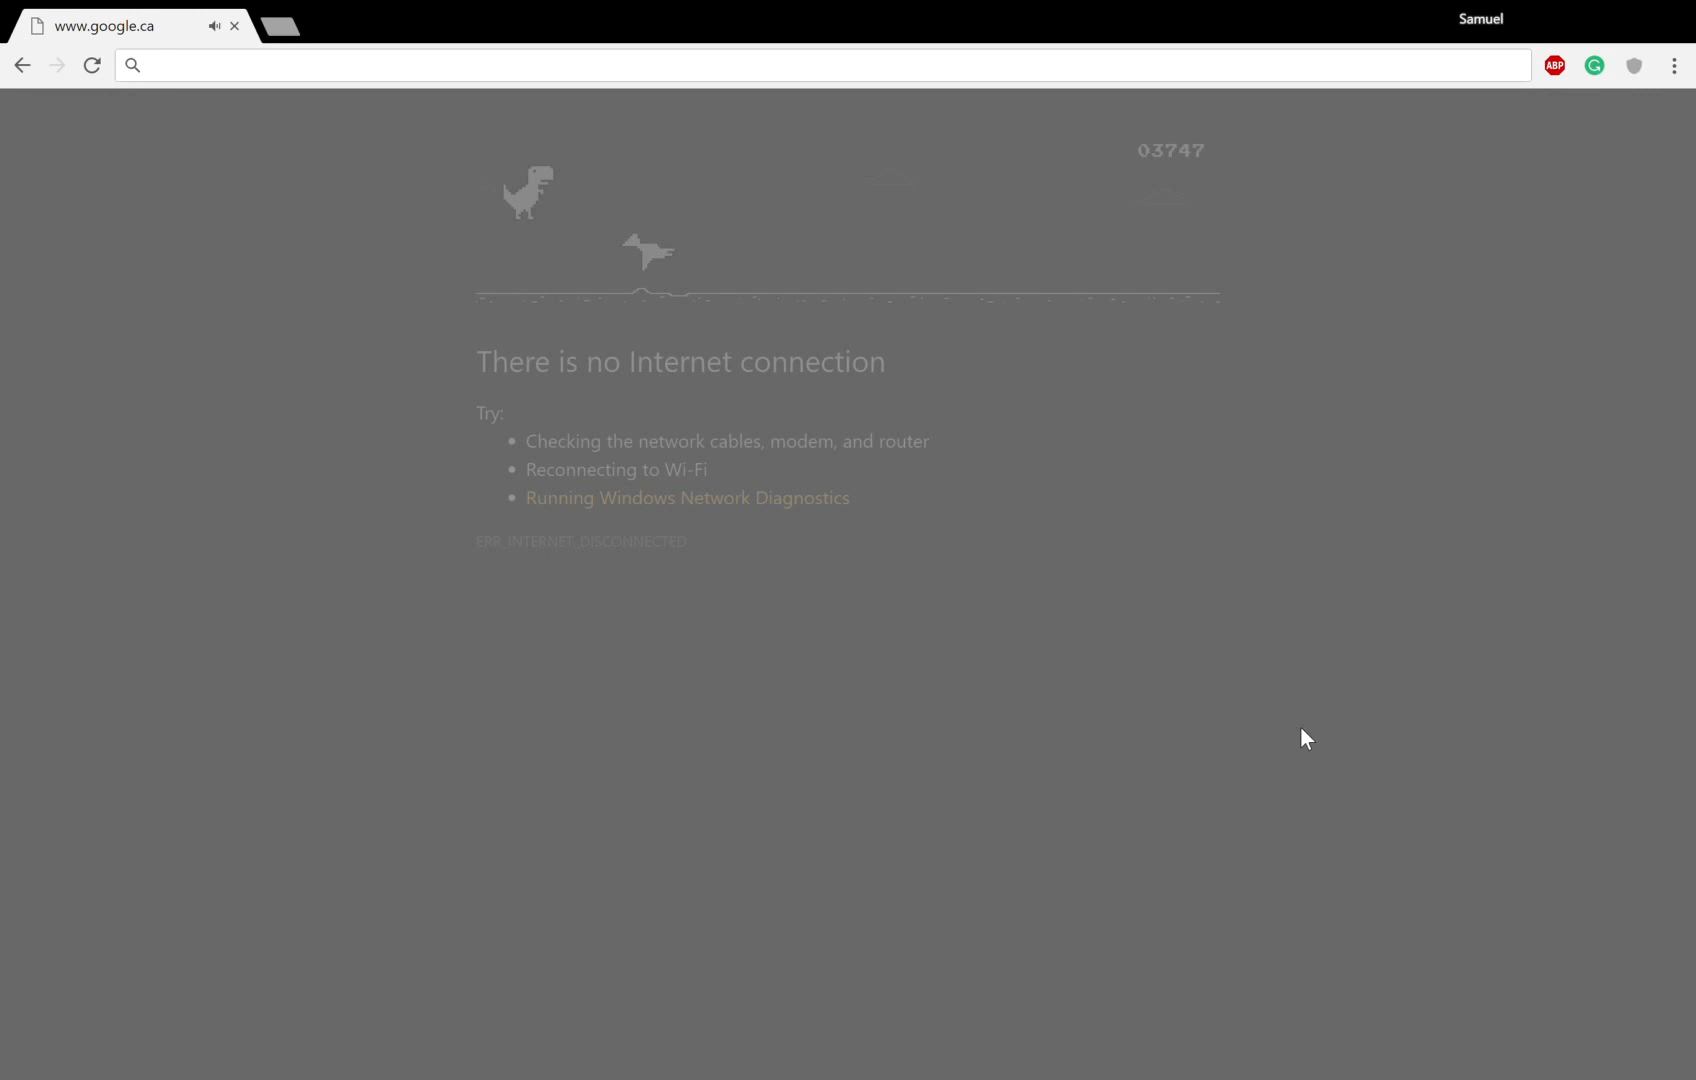 www.google.ca
Samuel
ABP
03747
There is no Internet connection
Try:
Checking the network cables, modem, and router
Reconnecting to Wi-Fi
Running Windows Network Diagnostics
ERR_INTERNET_DISCONNECTED